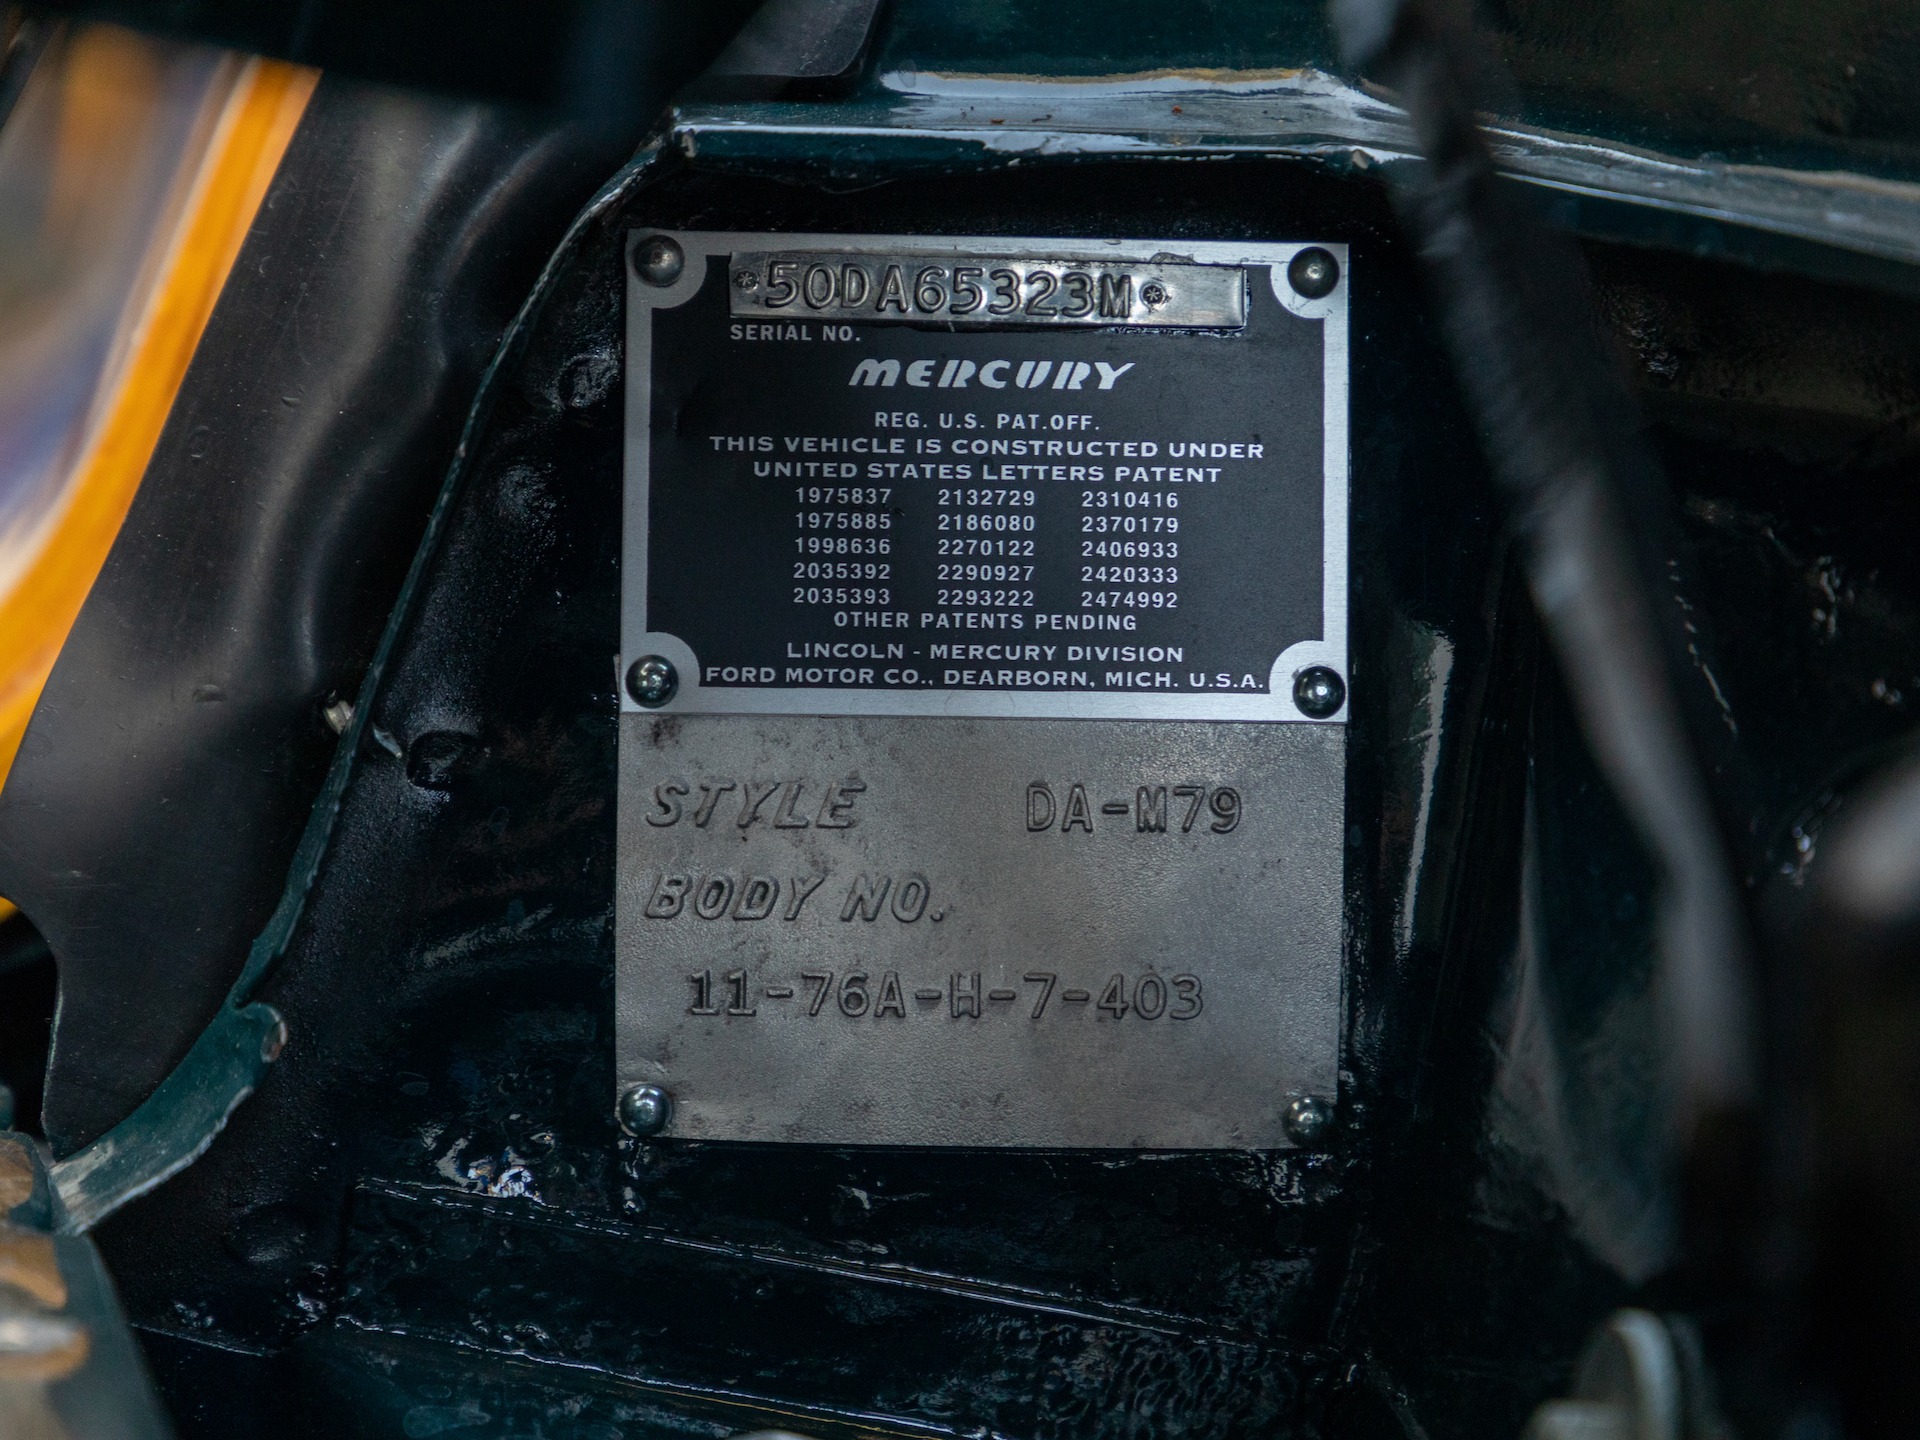 *50DA65323M*
SERIAL NO.
MERCURY
REG. U.S. PAT.OFF.
THIS VEHICLE IS CONSTRUCTED UNDER
UNITED STATES LETTERS PATENT
1975837 2132729 2310416
1975885 2186080 2370179
1998636 2270122 2406933
2035392 2290927 2420333
2035393 2293222 2474992
OTHER PATENTS PENDING
LINCOLN - MERCURY DIVISION
FORD MOTOR CO., DEARBORN, MICH. U.S.A.
STYLE DA-M79
BODY NO.
11-76A-H-7-403